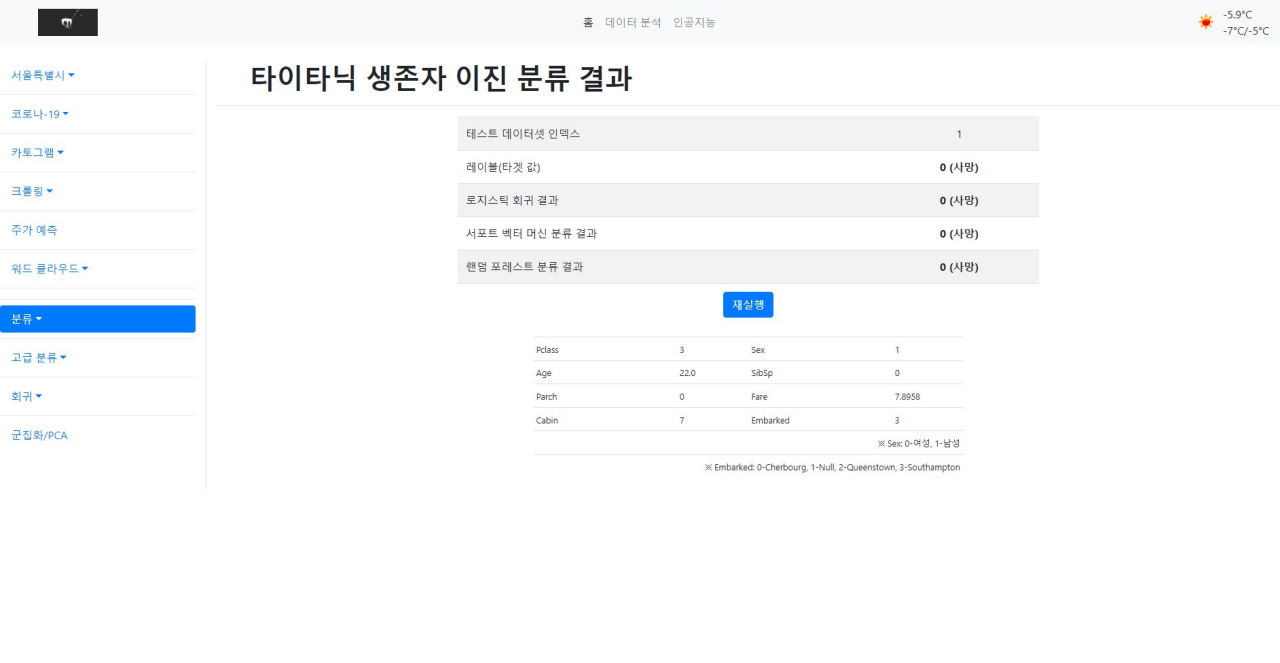 홈 데이터 분석 인공지능
-5.9°C
-7°C/-5°C
서울특별시
코로나-19
카토그램
크롤링
주가 예측
워드 클라우드
분류
고급 분류
회귀
군집화/PCA
타이타닉 생존자 이진 분류 결과
테스트 데이터셋 인덱스 1
레이블(타겟 값) 0 (사망)
로지스틱 회귀 결과 0 (사망)
서포트 벡터 머신 분류 결과 0 (사망)
랜덤 포레스트 분류 결과 0 (사망)
재실행
Pclass 3 Sex 1
Age 22.0 SibSp 0
Parch 0 Fare 7.8958
Cabin 7 Embarked 3
※ Sex: 0-여성, 1-남성
※ Embarked: 0-Cherbourg, 1-Null, 2-Queenstown, 3-Southampton